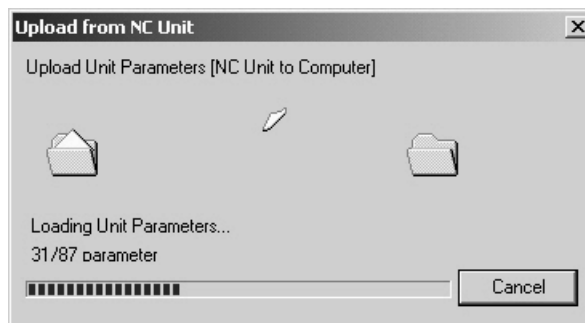 Upload from NC Unit
Upload Unit Parameters [NC Unit to Computer]
Loading Unit Parameters...
31/87 parameter
Cancel